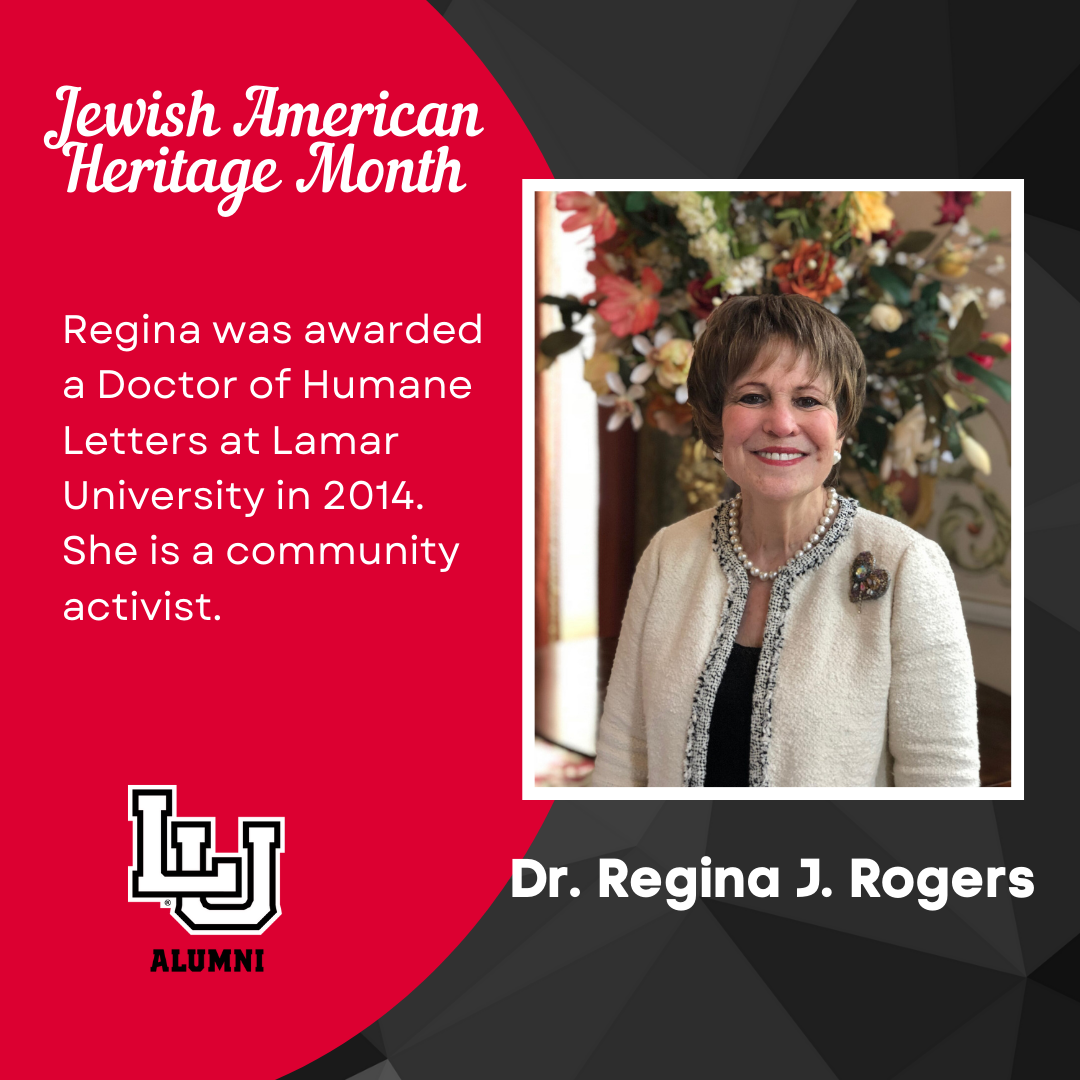 Jewish American
Heritage Month
Regina was awarded
a Doctor of Humane
Letters at Lamar
University in 2014.
She is a community
activist.
LU
®
ALUMNI
Dr. Regina J. Rogers